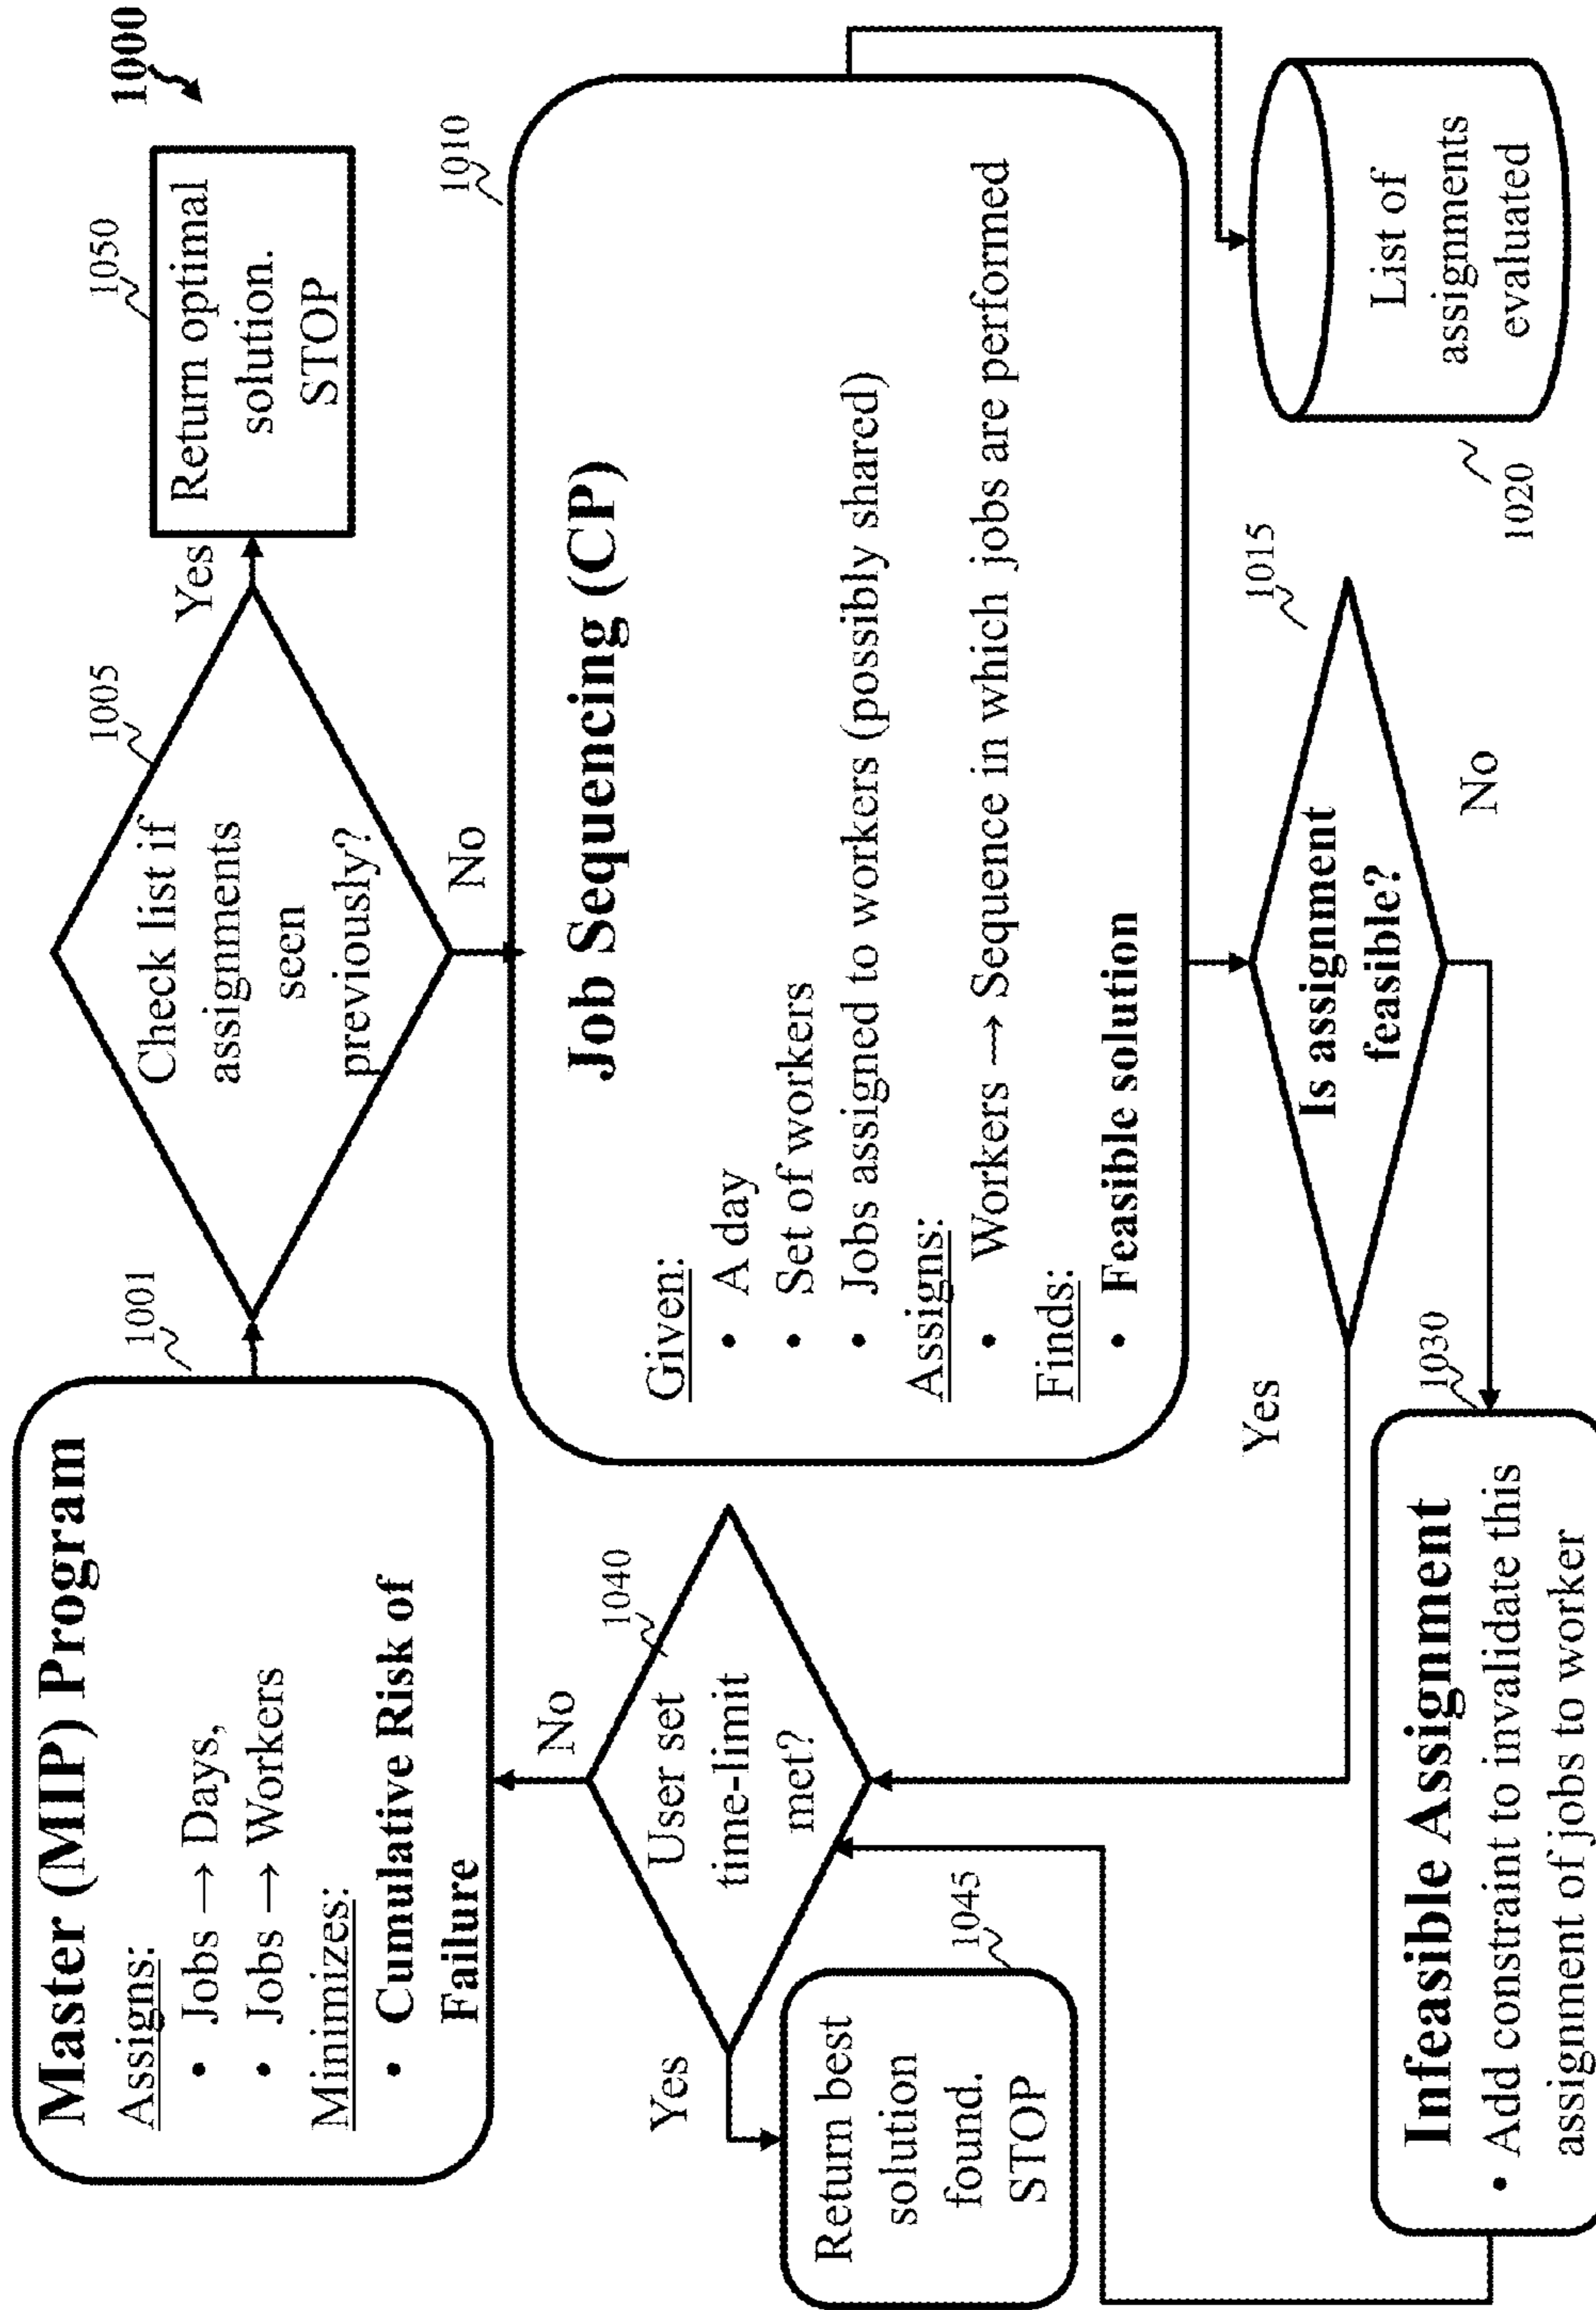 1000
Master (MIP) Program
Assigns:
• Jobs → Days,
• Jobs → Workers
Minimizes:
• Cumulative Risk of
Failure
1001
Check list if
assignments
seen
previously?
1005
Yes
Return optimal
solution.
STOP
1050
No
Job Sequencing (CP)
Given:
• A day
• Set of workers
• Jobs assigned to workers (possibly shared)
Assigns:
• Workers → Sequence in which jobs are performed
Finds:
• Feasible solution
1010
User set
time-limit
met?
1040
No
Yes
Return best
solution
found.
STOP
1045
Is assignment
feasible?
1015
Yes
No
List of
assignments
evaluated
1020
Infeasible Assignment
• Add constraint to invalidate this
assignment of jobs to worker
1030